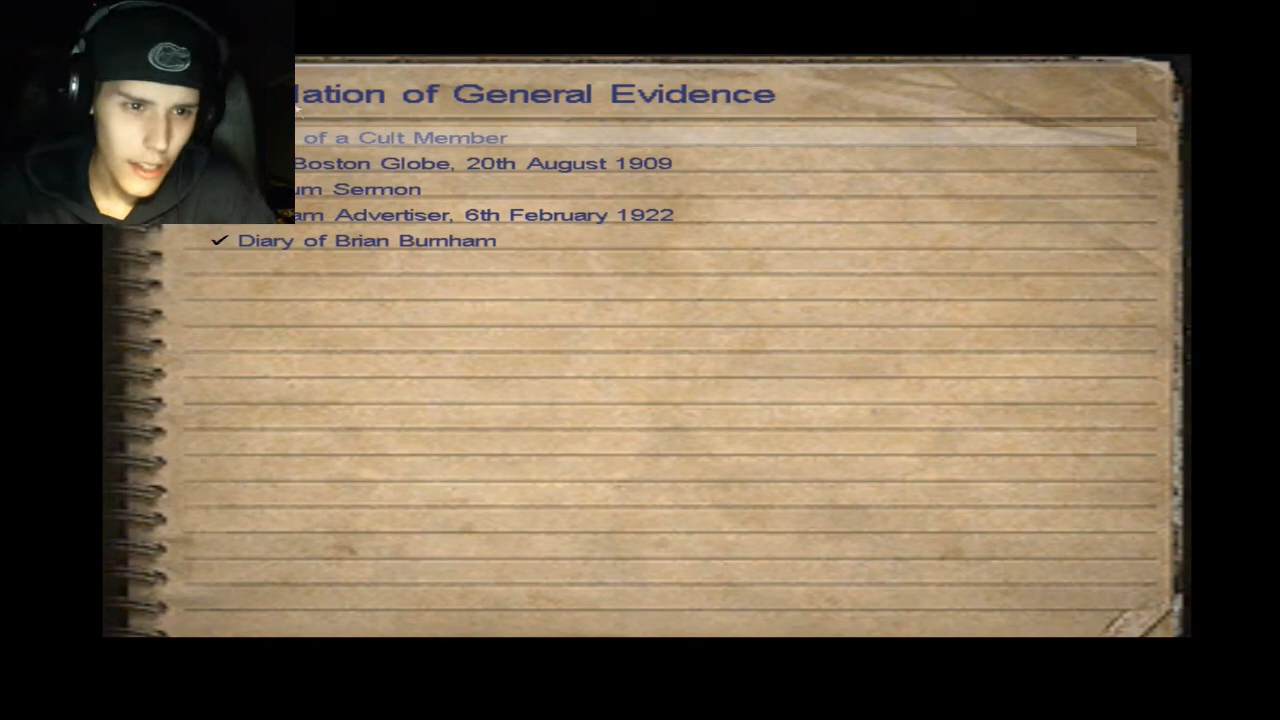 lation of General Evidence
of a Cult Member
Boston Globe, 20th August 1909
um Sermon
am Advertiser, 6th February 1922
Diary of Brian Burnham